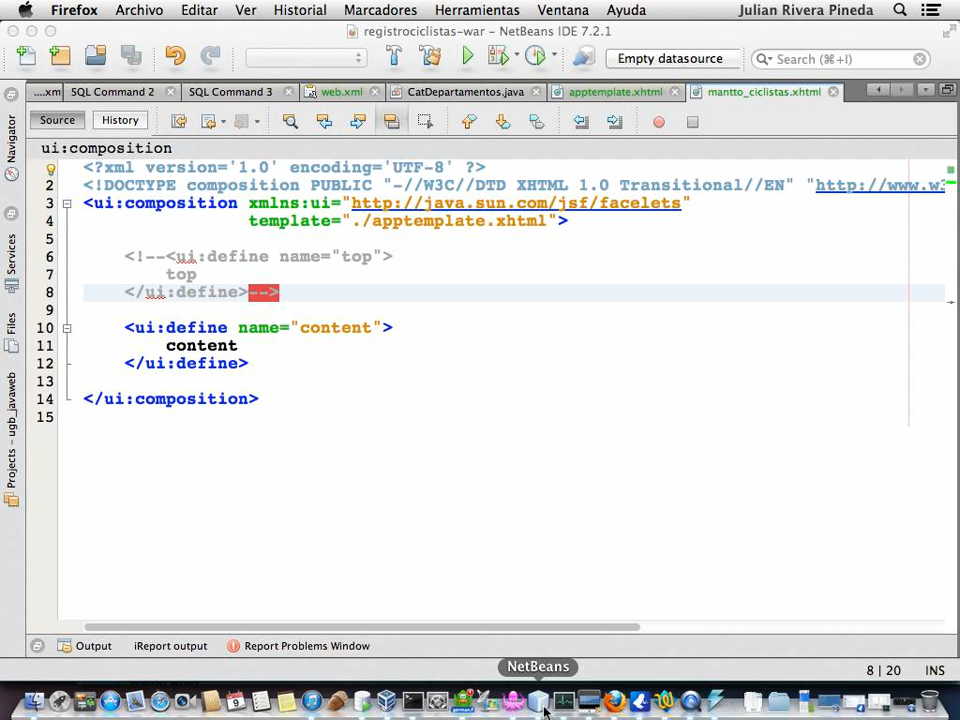 Firefox Archivo Editar Ver Historial Marcadores Herramientas Ventana Ayuda Julian Rivera Pineda
registrociclistas-war - NetBeans IDE 7.2.1
Empty datasource
Search (⌘+I)
....xm SQL Command 2 SQL Command 3 web.xml CatDepartamentos.java apptemplate.xhtml mantto_ciclistas.xhtml
Source History
ui:composition
<?xml version='1.0' encoding='UTF-8' ?>
2 <!DOCTYPE composition PUBLIC "-//W3C//DTD XHTML 1.0 Transitional//EN" "http://www.w3
3 <ui:composition xmlns:ui="http://java.sun.com/jsf/facelets"
4 template="./apptemplate.xhtml">
5
6 <!--<ui:define name="top">
7 top
8 </ui:define>-->
9
10 <ui:define name="content">
11 content
12 </ui:define>
13
14 </ui:composition>
15
Navigator
Services
Files
Projects - ugb_javaweb
Output iReport output Report Problems Window
NetBeans
8 | 20 INS
9